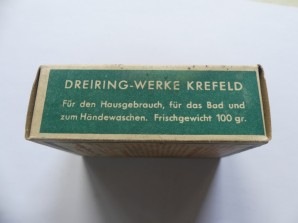 DREIRING-WERKE KREFELD
Für den Hausgebrauch, für das Bad und
zum Händewaschen. Frischgewicht 100 gr.